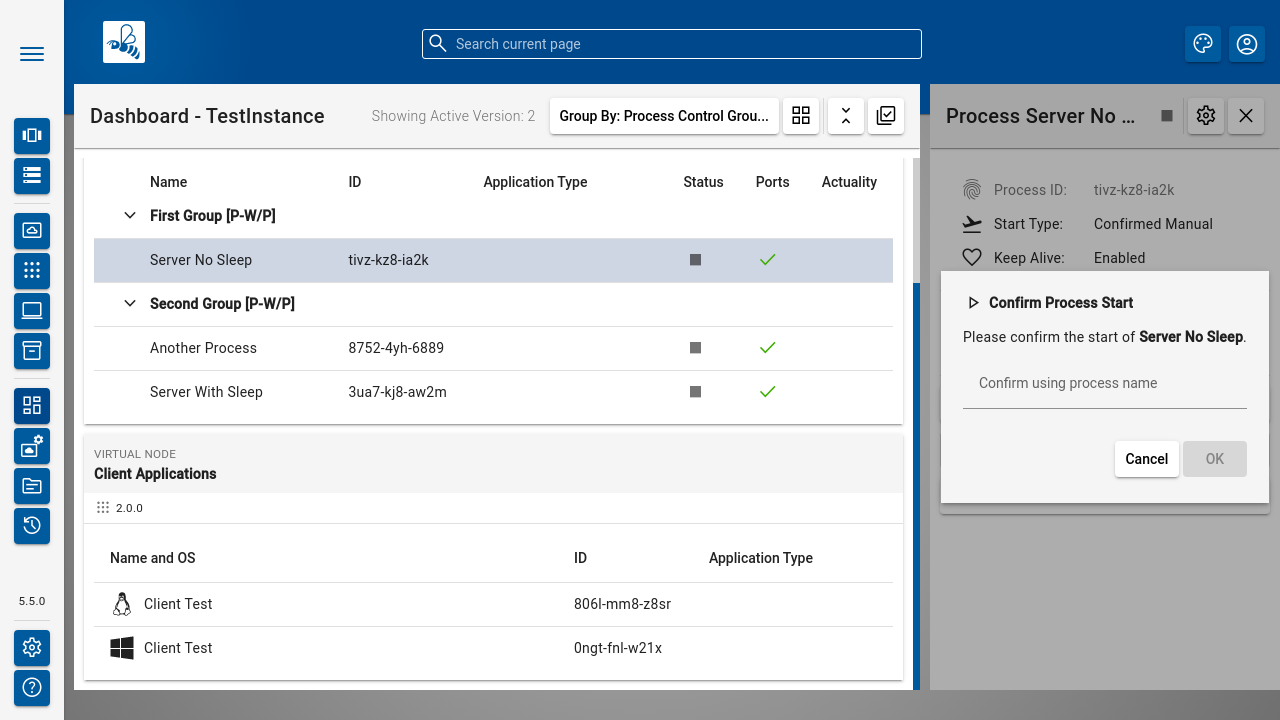 Search current page
Dashboard - TestInstance
Showing Active Version: 2
Group By: Process Control Grou...
Name ID Application Type Status Ports Actuality
First Group [P-W/P]
Server No Sleep tivz-kz8-ia2k
Second Group [P-W/P]
Another Process 8752-4yh-6889
Server With Sleep 3ua7-kj8-aw2m
VIRTUAL NODE
Client Applications
2.0.0
Name and OS ID Application Type
Client Test 806l-mm8-z8sr
Client Test 0ngt-fnl-w21x
Process Server No ...
Process ID: tivz-kz8-ia2k
Start Type: Confirmed Manual
Keep Alive: Enabled
Confirm Process Start
Please confirm the start of Server No Sleep.
Confirm using process name
Cancel OK
5.5.0